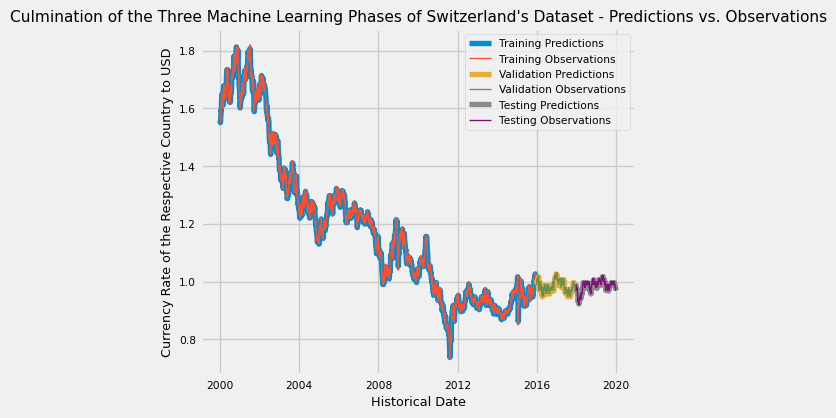 Culmination of the Three Machine Learning Phases of Switzerland's Dataset - Predictions vs. Observations
Training Predictions
Training Observations
Validation Predictions
Validation Observations
Testing Predictions
Testing Observations
Currency Rate of the Respective Country to USD
1.8
1.6
1.4
1.2
1.0
0.8
2000
2004
2008
2012
2016
2020
Historical Date